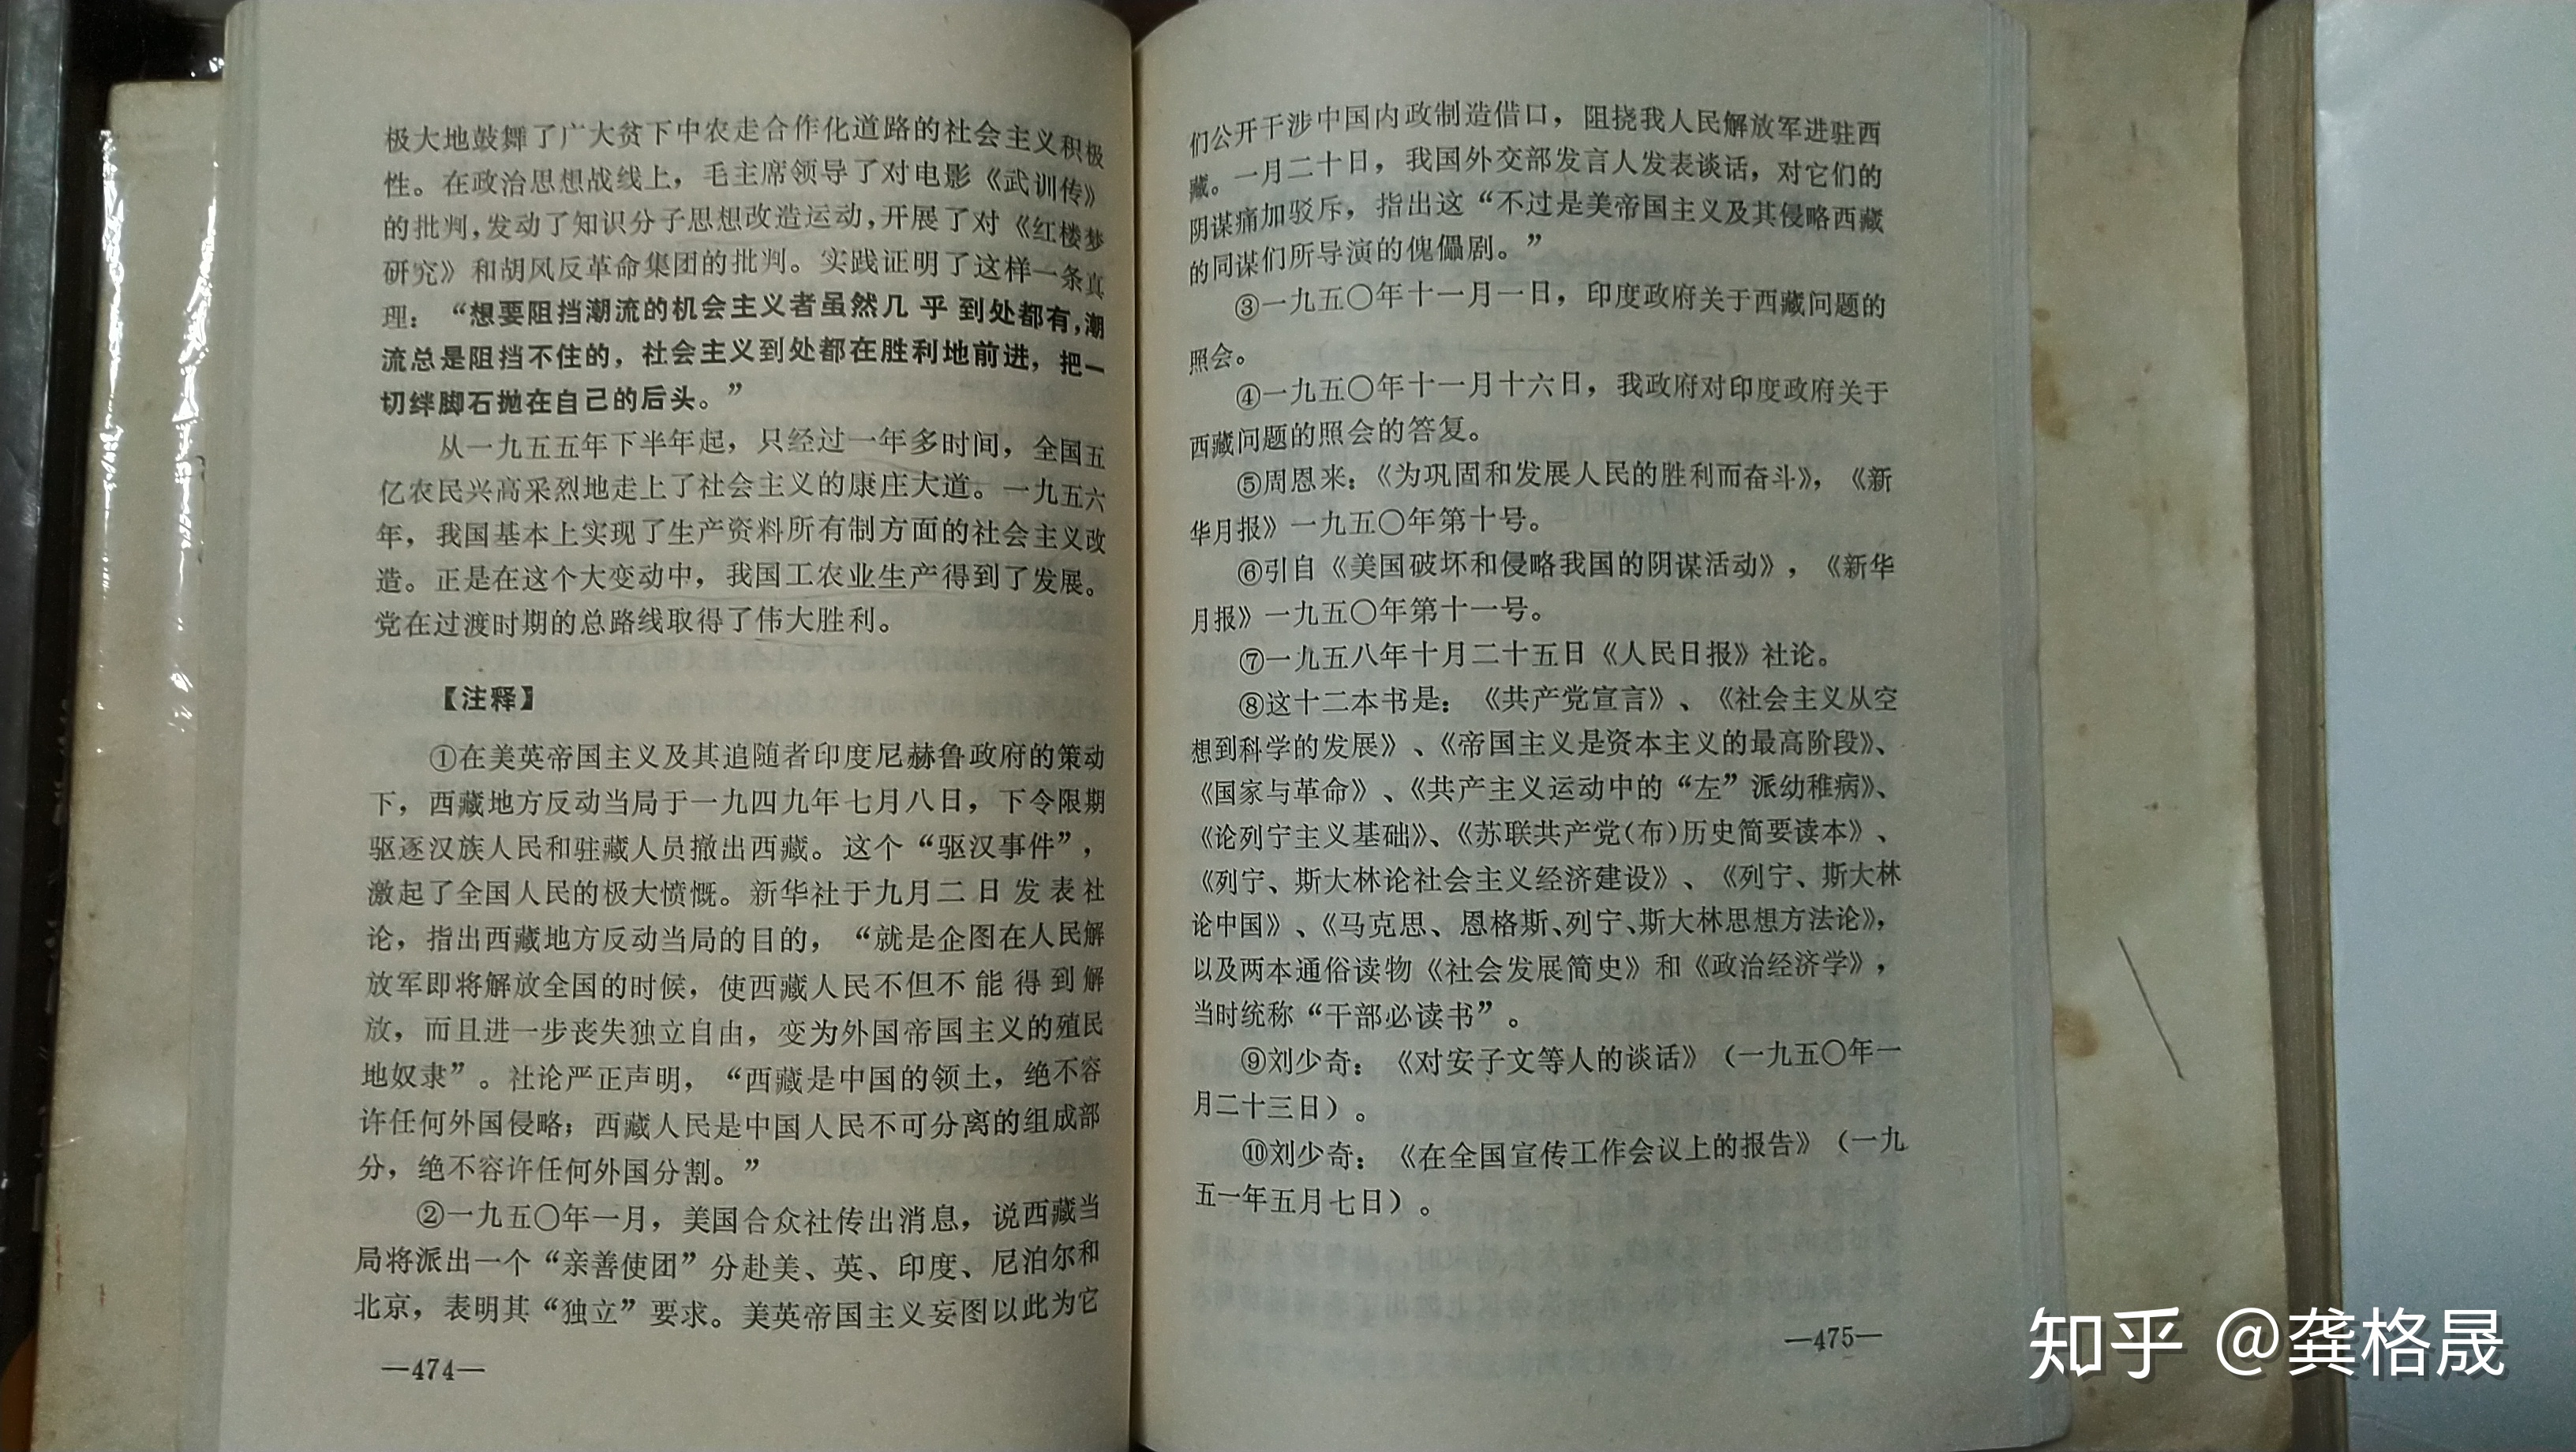 极大地鼓舞了广大贫下中农走合作化道路的社会主义积极
性。在政治思想战线上，毛主席领导了对电影《武训传》
的批判，发动了知识分子思想改造运动，开展了对《红楼梦
研究》和胡风反革命集团的批判。实践证明了这样一条真
理：“想要阻挡潮流的机会主义者虽然几乎到处都有，潮
流总是阻挡不住的，社会主义到处都在胜利地前进，把一
切绊脚石抛在自己的后头。”
从一九五五年下半年起，只经过一年多时间，全国五
亿农民兴高采烈地走上了社会主义的康庄大道。一九五六
年，我国基本上实现了生产资料所有制方面的社会主义改
造。正是在这个大变动中，我国工农业生产得到了发展。
党在过渡时期的总路线取得了伟大胜利。
【注释】
①在美英帝国主义及其追随者印度尼赫鲁政府的策动
下，西藏地方反动当局于一九四九年七月八日，下令限期
驱逐汉族人民和驻藏人员撤出西藏。这个“驱汉事件”，
激起了全国人民的极大愤慨。新华社于九月二日发表社
论，指出西藏地方反动当局的目的，“就是企图在人民解
放军即将解放全国的时候，使西藏人民不但不能得到解
放，而且进一步丧失独立自由，变为外国帝国主义的殖民
地奴隶”。社论严正声明，“西藏是中国的领土，绝不容
许任何外国侵略；西藏人民是中国人民不可分离的组成部
分，绝不容许任何外国分割。”
②一九五〇年一月，美国合众社传出消息，说西藏当
局将派出一个“亲善使团”分赴美、英、印度、尼泊尔和
北京，表明其“独立”要求。美英帝国主义妄图以此为它
—474—
们公开干涉中国内政制造借口，阻挠我人民解放军进驻西
藏。一月二十日，我国外交部发言人发表谈话，对它们的
阴谋痛加驳斥，指出这“不过是美帝国主义及其侵略西藏
的同谋们所导演的傀儡剧。”
③一九五〇年十一月一日，印度政府关于西藏问题的
照会。
④一九五〇年十一月十六日，我政府对印度政府关于
西藏问题的照会的答复。
⑤周恩来：《为巩固和发展人民的胜利而奋斗》，《新
华月报》一九五〇年第十号。
⑥引自《美国破坏和侵略我国的阴谋活动》，《新华
月报》一九五〇年第十一号。
⑦一九五八年十月二十五日《人民日报》社论。
⑧这十二本书是：《共产党宣言》、《社会主义从空
想到科学的发展》、《帝国主义是资本主义的最高阶段》、
《国家与革命》、《共产主义运动中的“左”派幼稚病》、
《论列宁主义基础》、《苏联共产党（布）历史简要读本》、
《列宁、斯大林论社会主义经济建设》、《列宁、斯大林
论中国》、《马克思、恩格斯、列宁、斯大林思想方法论》，
以及两本通俗读物《社会发展简史》和《政治经济学》，
当时统称“干部必读书”。
⑨刘少奇：《对安子文等人的谈话》（一九五〇年一
月二十三日）。
⑩刘少奇：《在全国宣传工作会议上的报告》（一九
五一年五月七日）。
—475—
知乎 @龚格晟